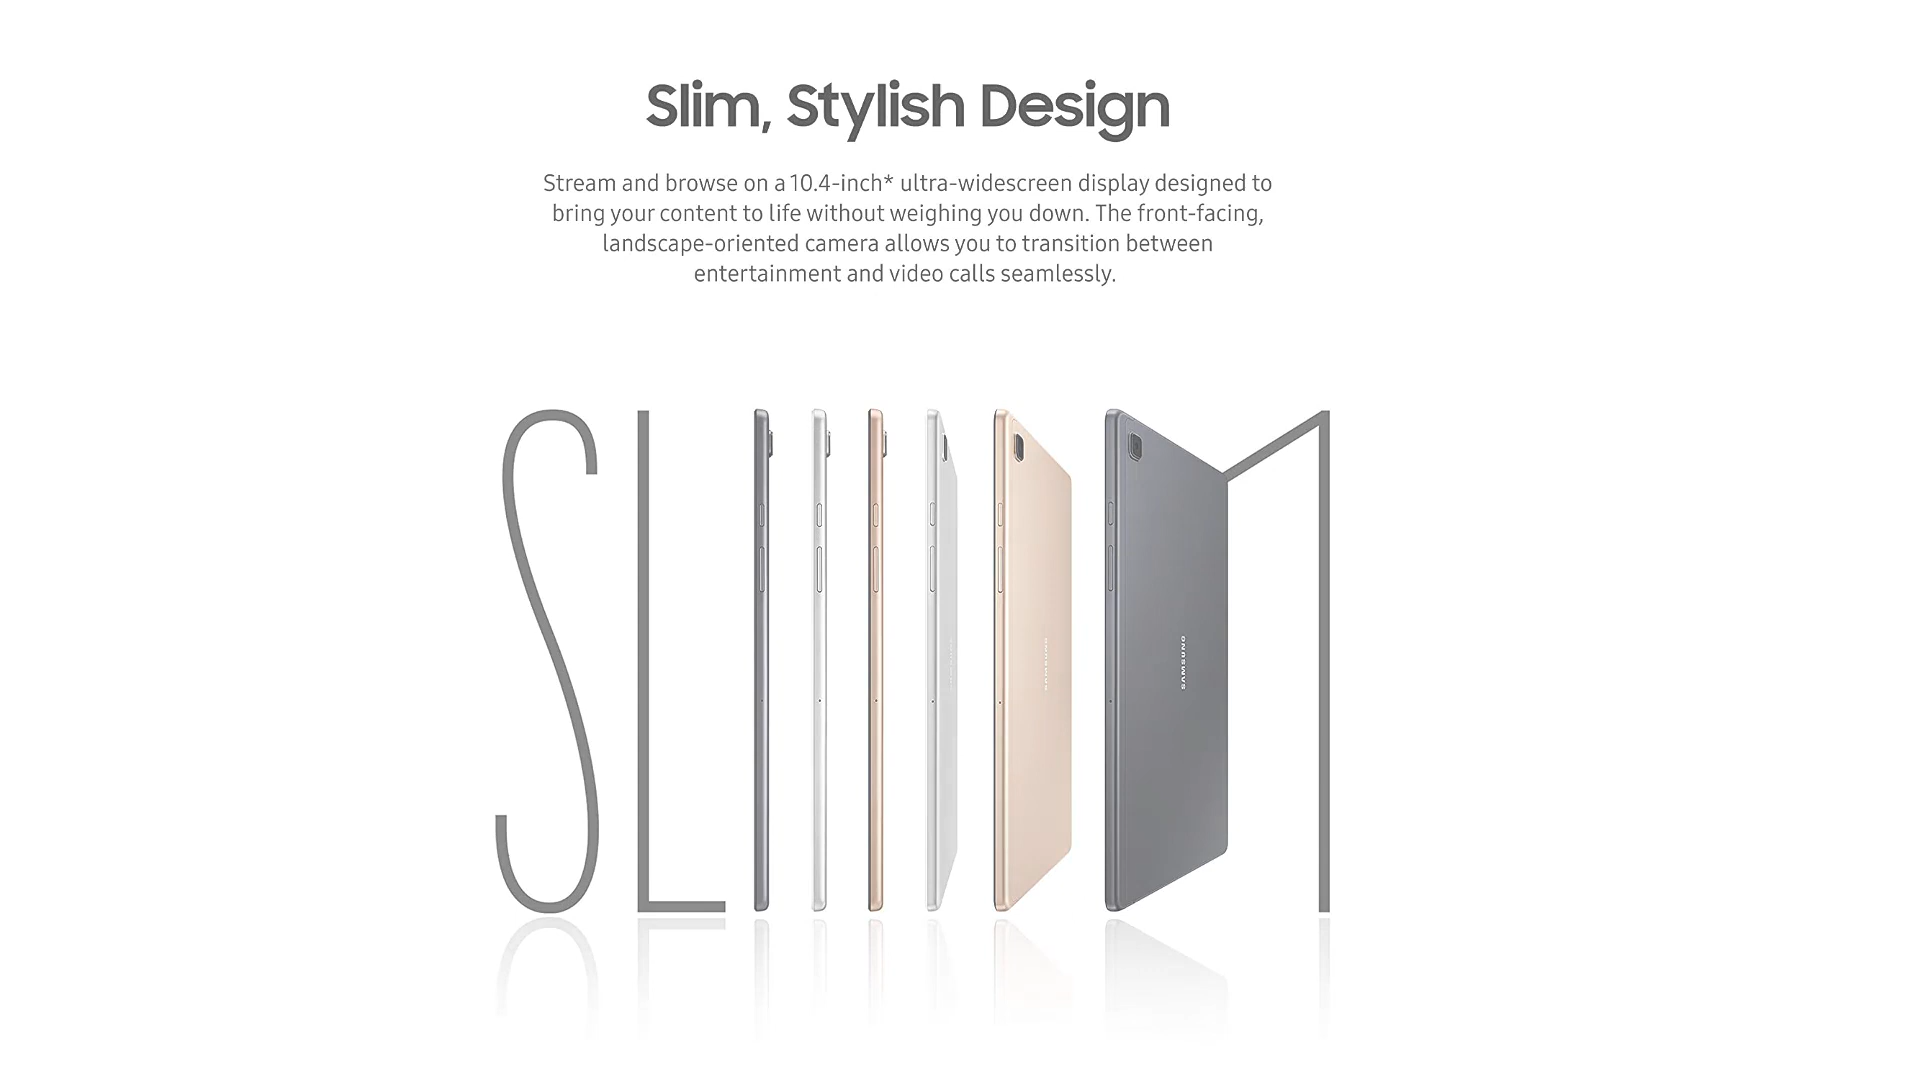 Slim, Stylish Design
Stream and browse on a 10.4-inch* ultra-widescreen display designed to
bring your content to life without weighing you down. The front-facing,
landscape-oriented camera allows you to transition between
entertainment and video calls seamlessly.
SLIM
SAMSUNG
SAMSUNG
SAMSUNG